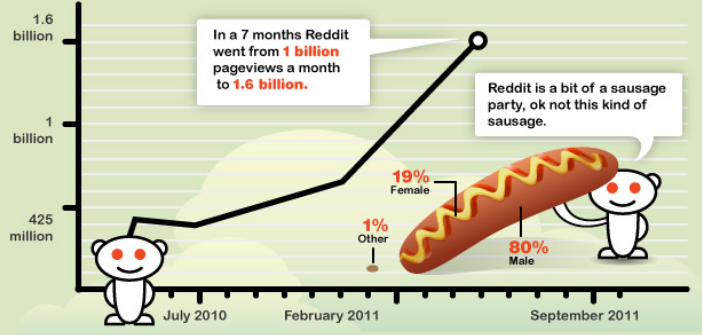 1.6
billion
In a 7 months Reddit
went from 1 billion
pageviews a month
to 1.6 billion.
Reddit is a bit of a sausage
party, ok not this kind of
sausage.
1
billion
19%
Female
425
million
1%
Other
80%
Male
July 2010
February 2011
September 2011